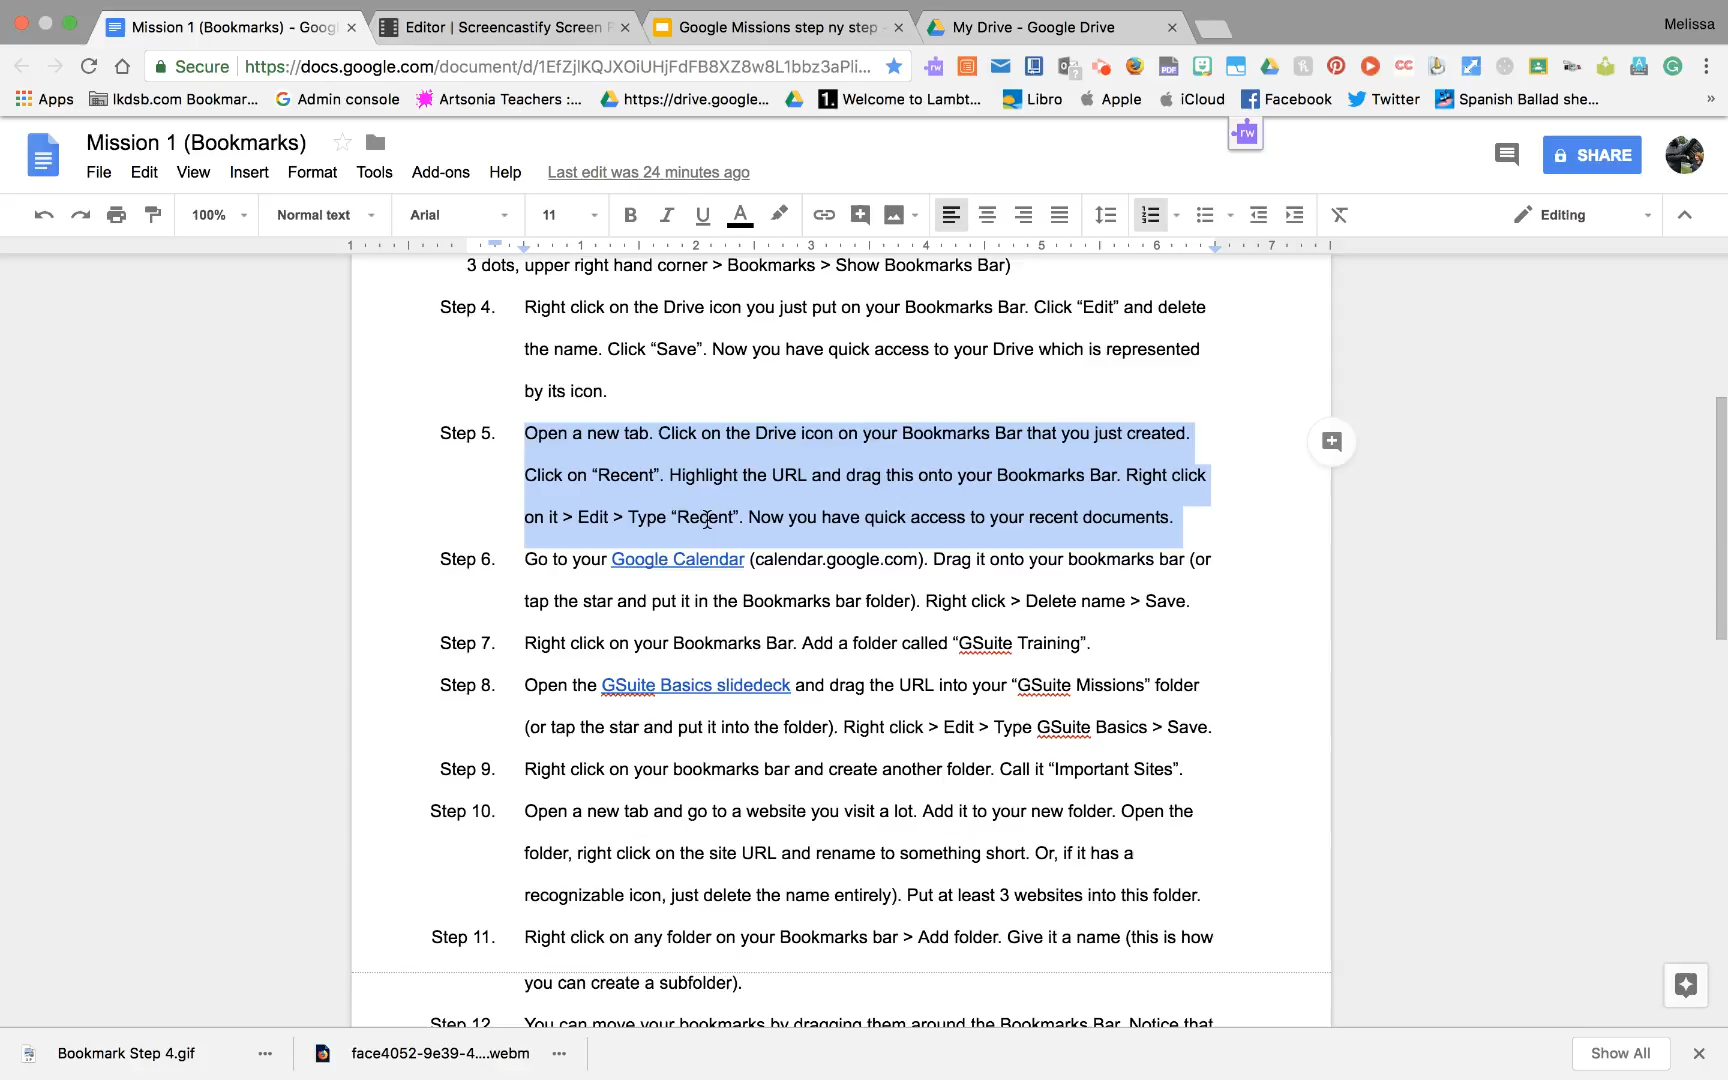 Mission 1 (Bookmarks) - Goog
Editor | Screencastify Screen R
Google Missions step ny step -
My Drive - Google Drive
Melissa
Secure
https://docs.google.com/document/d/1EfZjlKQJXOiUHjFdFB8XZ8w8L1bbz3aPli...
Apps
lkdsb.com Bookmar...
Admin console
Artsonia Teachers :...
https://drive.google...
Welcome to Lambt...
Libro
Apple
iCloud
Facebook
Twitter
Spanish Ballad she...
»
rw
Mission 1 (Bookmarks)
File Edit View Insert Format Tools Add-ons Help
Last edit was 24 minutes ago
SHARE
100%
Normal text
Arial
11
B I U A
Editing
1 1 2 3 4 5 6 7
3 dots, upper right hand corner > Bookmarks > Show Bookmarks Bar)
Step 4. Right click on the Drive icon you just put on your Bookmarks Bar. Click “Edit” and delete
the name. Click “Save”. Now you have quick access to your Drive which is represented
by its icon.
Step 5. Open a new tab. Click on the Drive icon on your Bookmarks Bar that you just created.
Click on “Recent”. Highlight the URL and drag this onto your Bookmarks Bar. Right click
on it > Edit > Type “Recent”. Now you have quick access to your recent documents.
Step 6. Go to your Google Calendar (calendar.google.com). Drag it onto your bookmarks bar (or
tap the star and put it in the Bookmarks bar folder). Right click > Delete name > Save.
Step 7. Right click on your Bookmarks Bar. Add a folder called “GSuite Training”.
Step 8. Open the GSuite Basics slidedeck and drag the URL into your “GSuite Missions” folder
(or tap the star and put it into the folder). Right click > Edit > Type GSuite Basics > Save.
Step 9. Right click on your bookmarks bar and create another folder. Call it “Important Sites”.
Step 10. Open a new tab and go to a website you visit a lot. Add it to your new folder. Open the
folder, right click on the site URL and rename to something short. Or, if it has a
recognizable icon, just delete the name entirely). Put at least 3 websites into this folder.
Step 11. Right click on any folder on your Bookmarks bar > Add folder. Give it a name (this is how
you can create a subfolder).
Step 12. You can move your bookmarks by dragging them around the Bookmarks Bar. Notice that
Bookmark Step 4.gif
face4052-9e39-4....webm
Show All